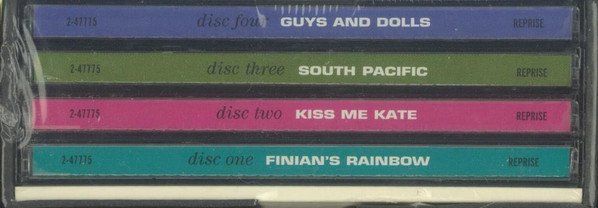 2-47775 disc four GUYS AND DOLLS REPRISE
2-47775 disc three SOUTH PACIFIC REPRISE
2-47775 disc two KISS ME KATE REPRISE
2-47775 disc one FINIAN'S RAINBOW REPRISE